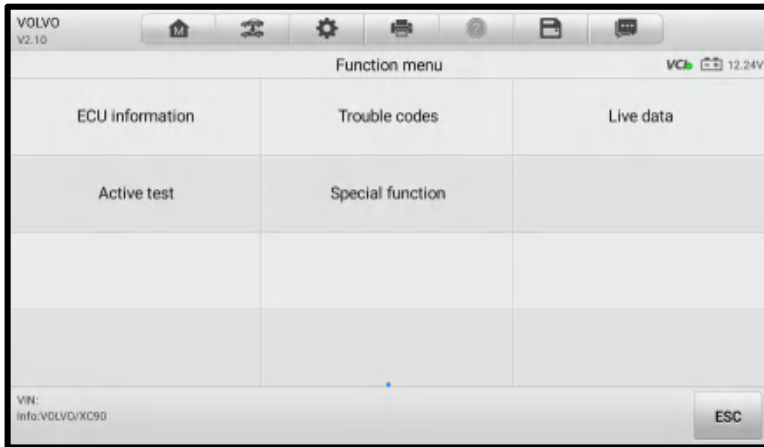 VOLVO
V2.10
M
Function menu
VCI 12.24V
ECU information
Trouble codes
Live data
Active test
Special function
VIN:
Info:VOLVO/XC90
ESC